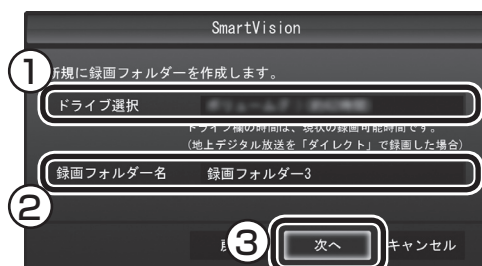 SmartVision
①
新規に録画フォルダーを作成します。
ドライブ選択
ドライブ欄の時間は、現状の録画可能時間です。
(地上デジタル放送を「ダイレクト」で録画した場合)
録画フォルダー名 録画フォルダー3
②
③ 次へ キャンセル